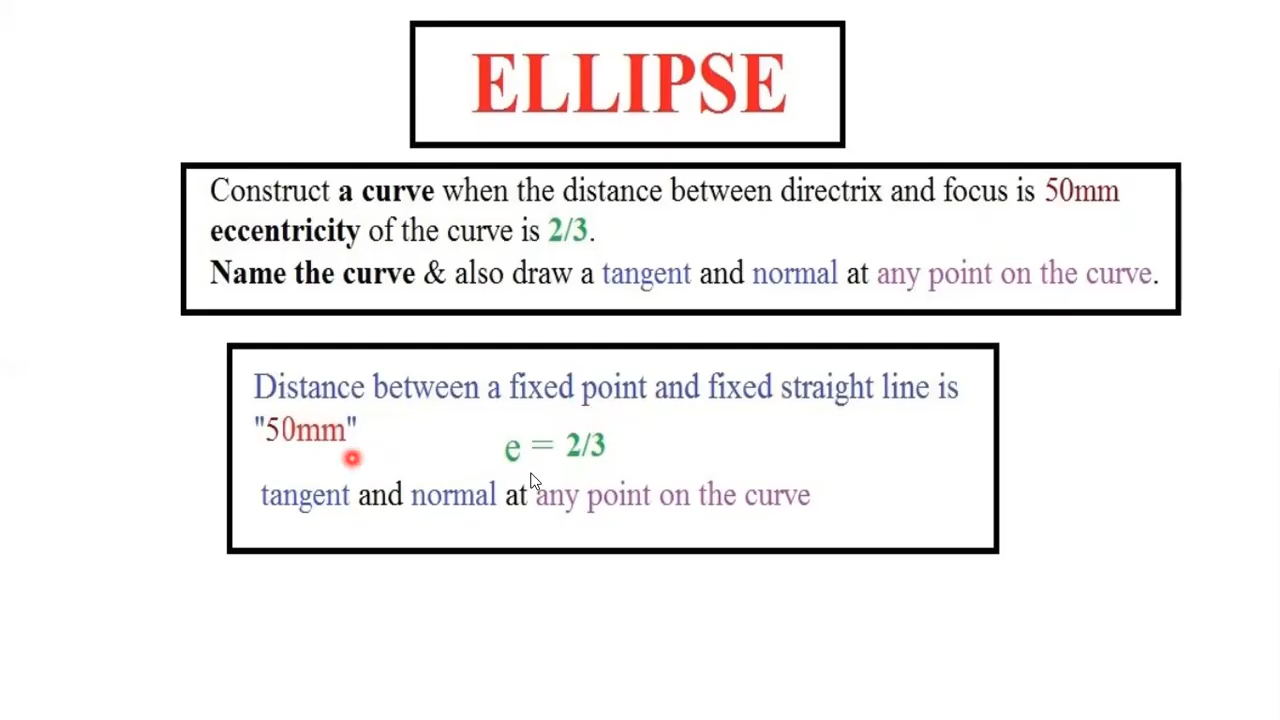 ELLIPSE
Construct a curve when the distance between directrix and focus is 50mm
eccentricity of the curve is 2/3.
Name the curve & also draw a tangent and normal at any point on the curve.
Distance between a fixed point and fixed straight line is
"50mm"
e = 2/3
tangent and normal at any point on the curve